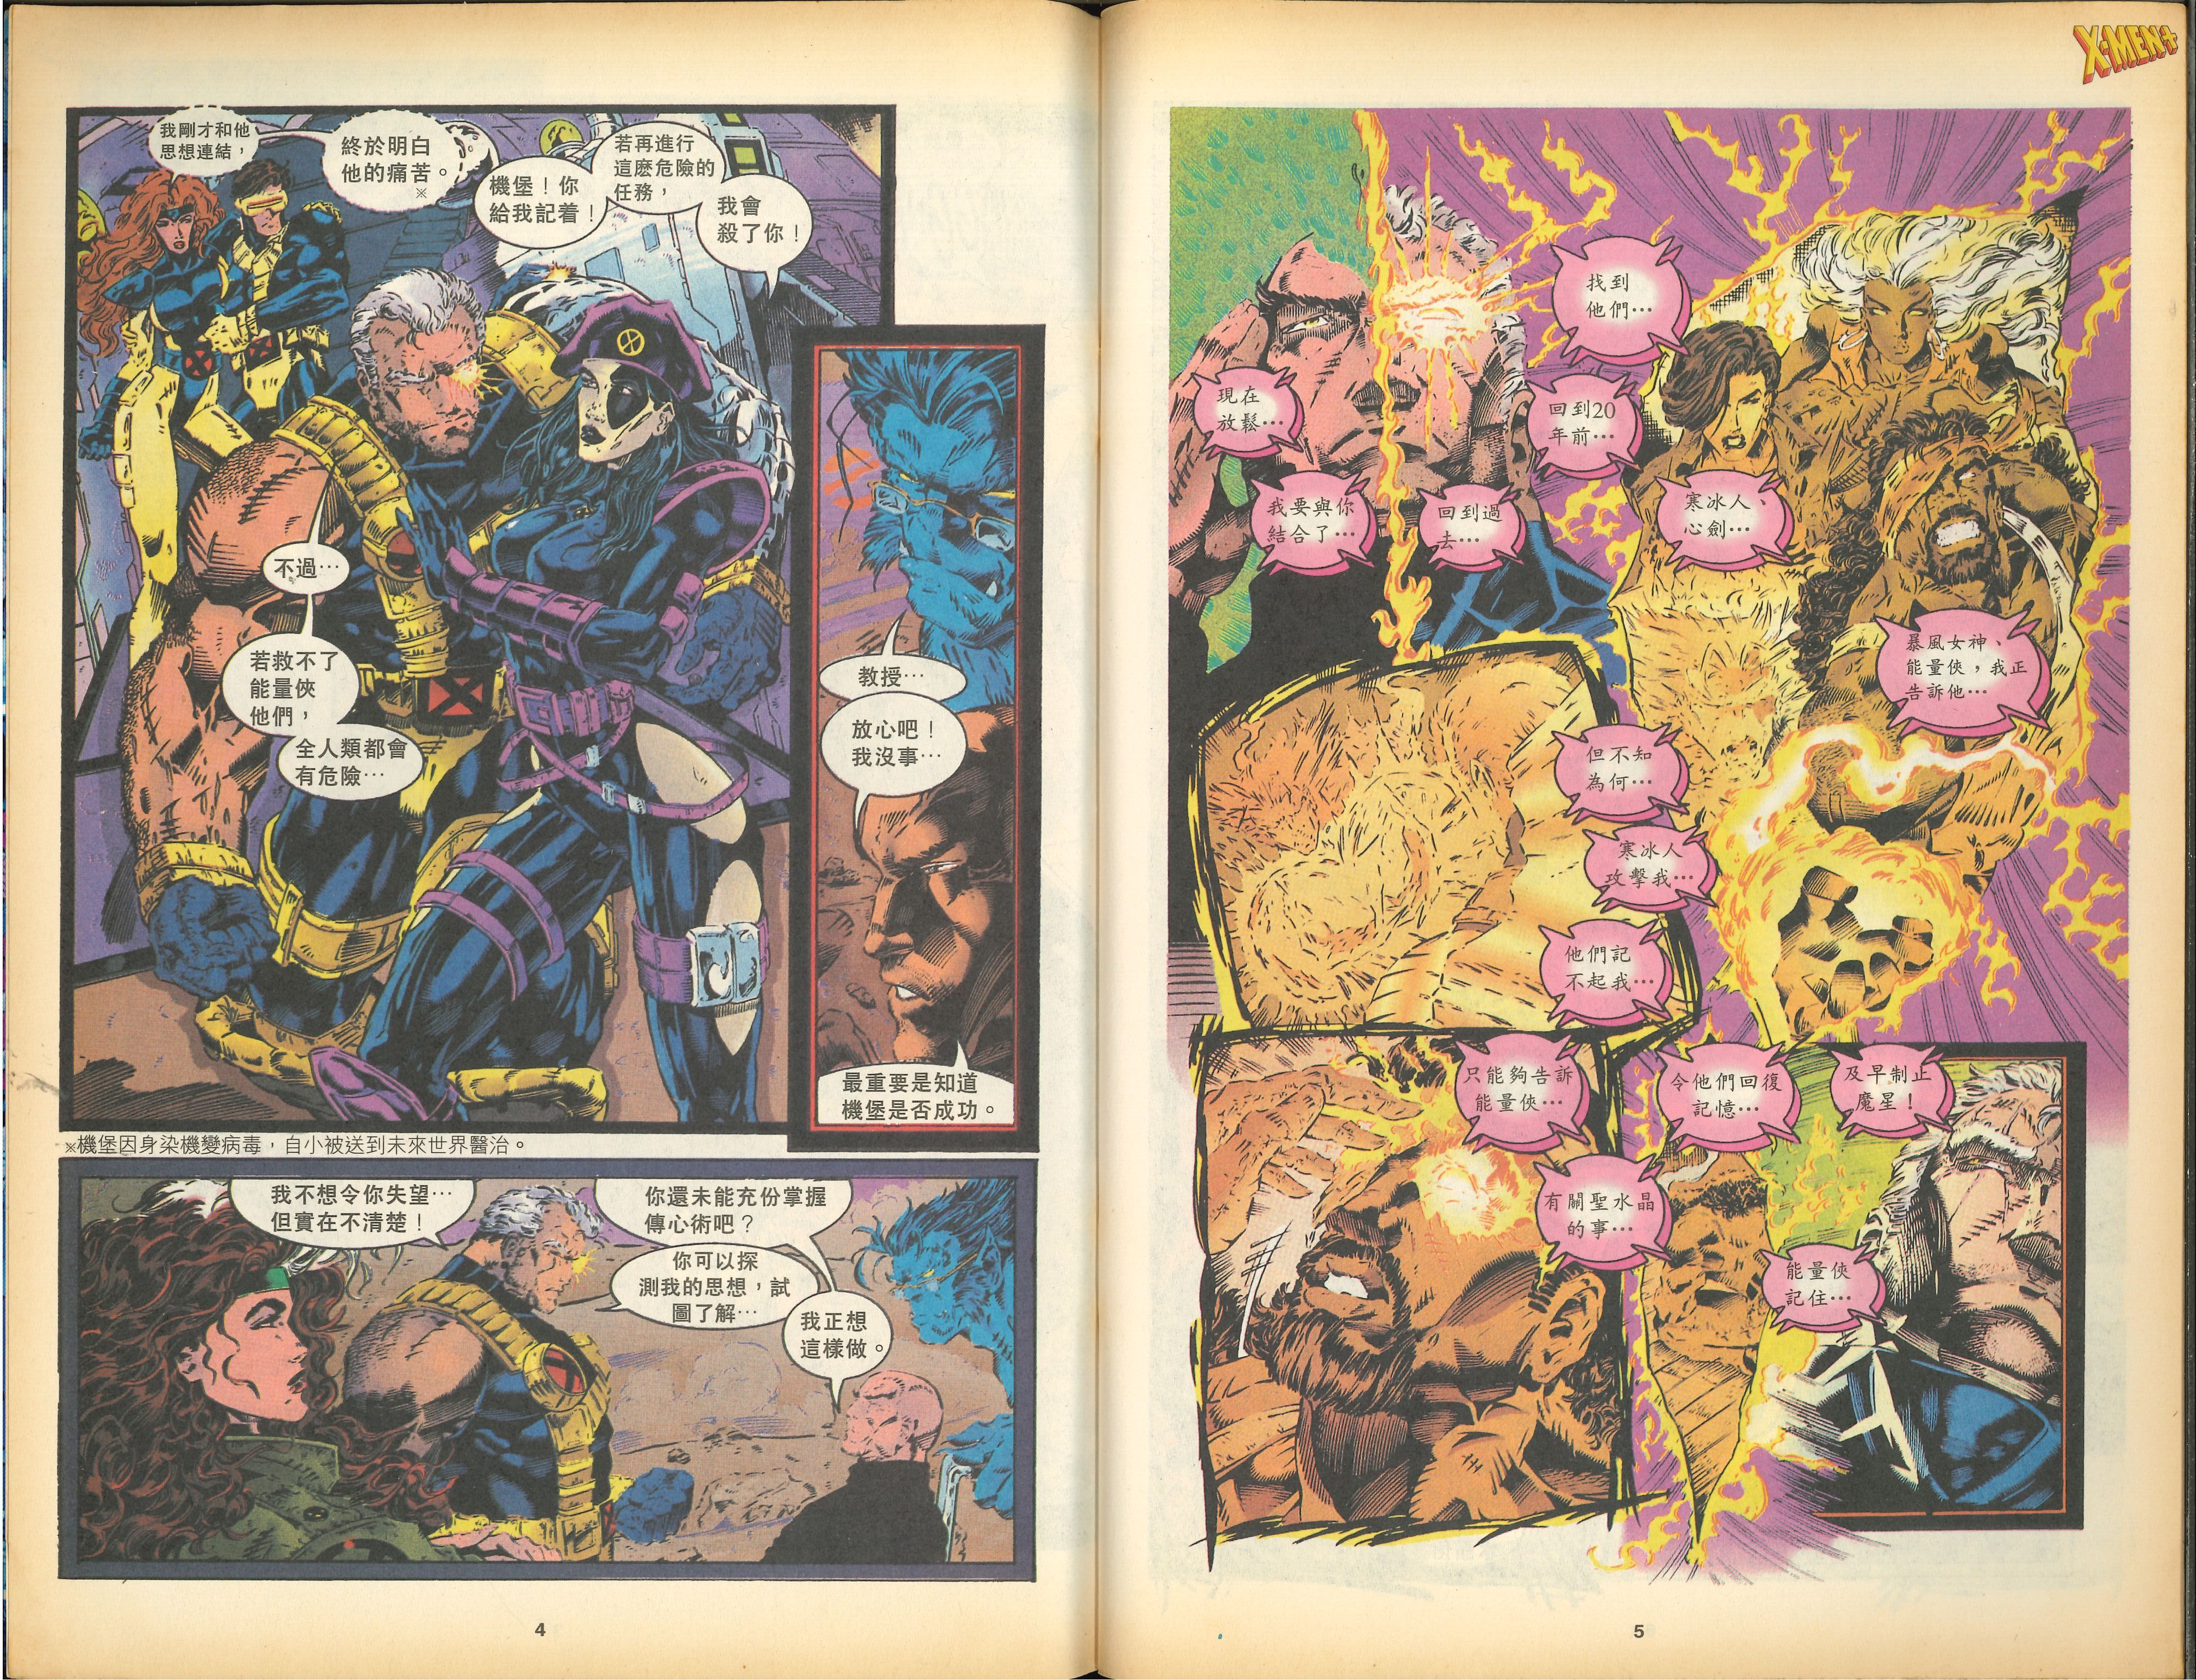 我剛才和他
思想連結，
終於明白
他的痛苦。
※
機堡！你
給我記着！
若再進行
這麽危險的
任務，
我會
殺了你！
不過…
若救不了
能量俠
他們，
全人類都會
有危險…
教授…
放心吧！
我沒事…
最重要是知道
機堡是否成功。
※機堡因身染機變病毒，自小被送到未來世界醫治。
我不想令你失望…
但實在不清楚！
你還未能充份掌握
傳心術吧？
你可以探
測我的思想，試
圖了解…
我正想
這樣做。
4
X-MEN+
現在
放鬆…
我要與你
結合了…
回到過
去…
回到20
年前…
找到
他們…
寒冰人、
心劍…
暴風女神、
能量俠，我正
告訴他…
但不知
為何…
寒冰人
攻擊我…
他們記
不起我…
只能夠告訴
能量俠…
有關聖水晶
的事…
令他們回復
記憶…
及早制止
魔星！
能量俠
記住…
5